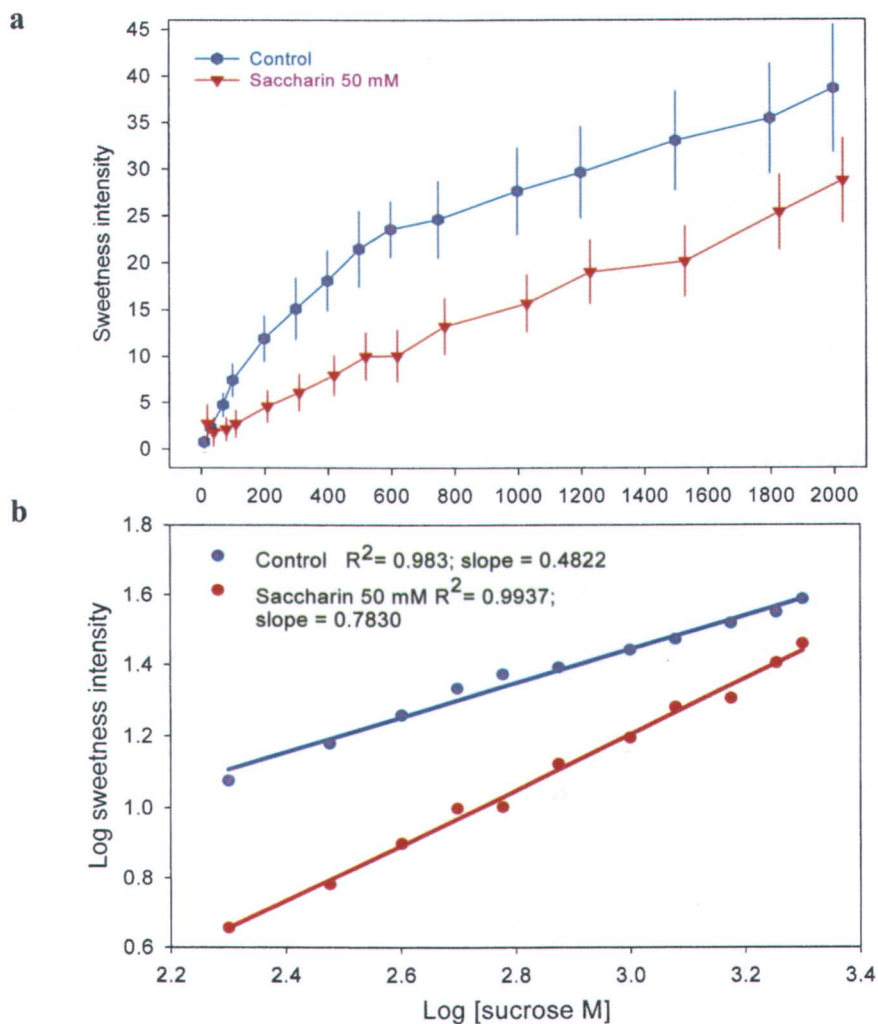 a
Sweetness intensity
45
40
35
30
25
20
15
10
5
0
Control
Saccharin 50 mM
0 200 400 600 800 1000 1200 1400 1600 1800 2000
b
Log sweetness intensity
1.8
1.6
1.4
1.2
1.0
0.8
0.6
Control R²= 0.983; slope = 0.4822
Saccharin 50 mM R²= 0.9937;
slope = 0.7830
2.2 2.4 2.6 2.8 3.0 3.2 3.4
Log [sucrose M]